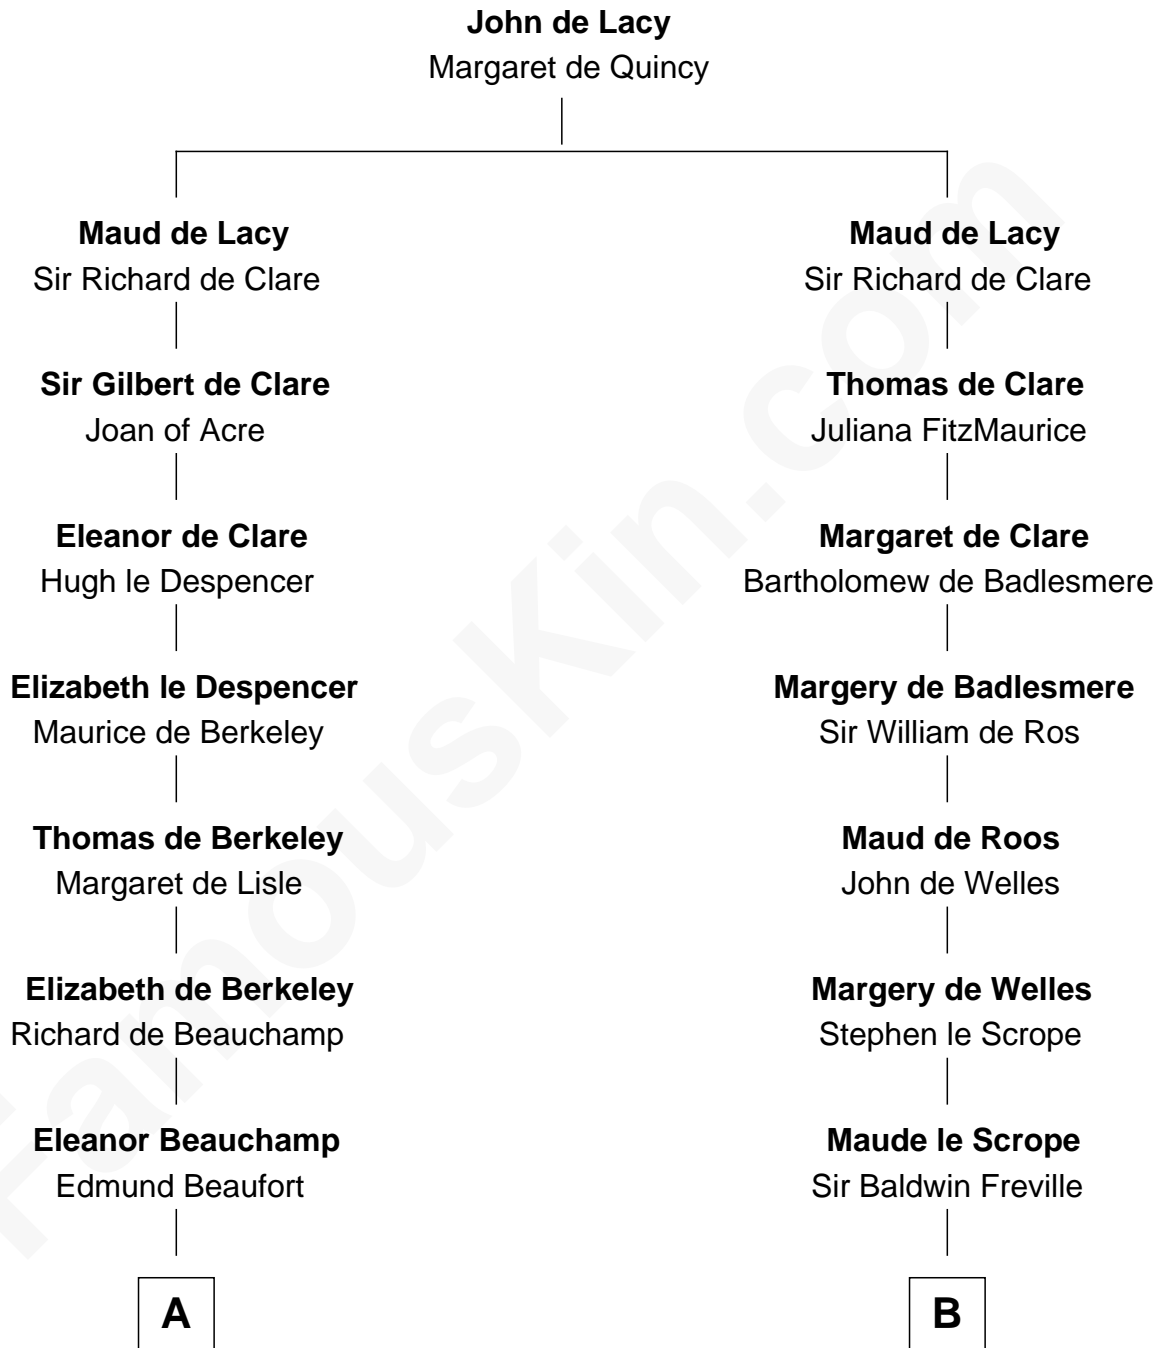 John de Lacy
Margaret de Quincy
Maud de Lacy
Sir Richard de Clare
Maud de Lacy
Sir Richard de Clare
Sir Gilbert de Clare
Joan of Acre
Thomas de Clare
Juliana FitzMaurice
Eleanor de Clare
Hugh le Despencer
Margaret de Clare
Bartholomew de Badlesmere
Elizabeth le Despencer
Maurice de Berkeley
Margery de Badlesmere
Sir William de Ros
Thomas de Berkeley
Margaret de Lisle
Maud de Roos
John de Welles
Elizabeth de Berkeley
Richard de Beauchamp
Margery de Welles
Stephen le Scrope
Eleanor Beauchamp
Edmund Beaufort
Maude le Scrope
Sir Baldwin Freville
A
B
FamousKin.com